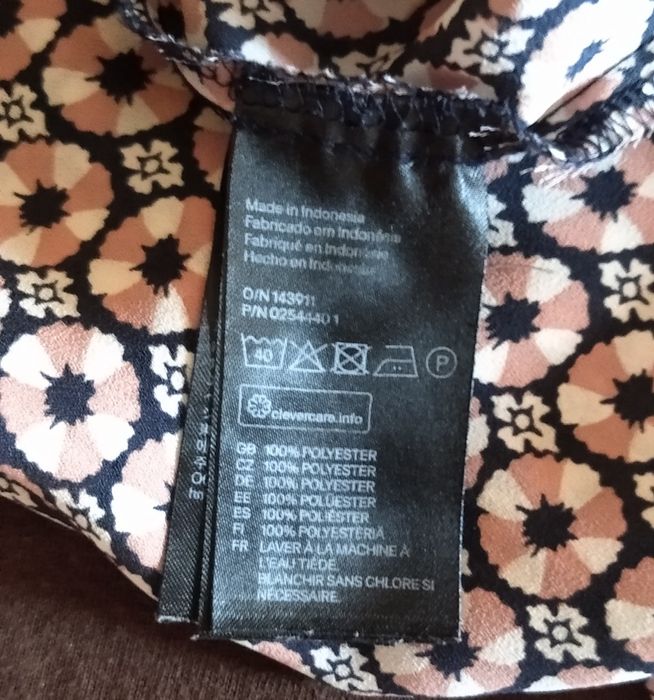 Made in Indonesia
Fabricado em Indonésia
Fabriqué en Indonésie
Hecho en Indonesia
O/N 143911
P/N 02544401
40 P
clevercare.info
GB 100% POLYESTER
CZ 100% POLYESTER
DE 100% POLYESTER
EE 100% POLÜESTER
ES 100% POLIÉSTER
FI 100% POLYESTERIÄ
FR LAVER À LA MACHINE À
L'EAU TIÈDE.
BLANCHIR SANS CHLORE SI
NÉCESSAIRE.